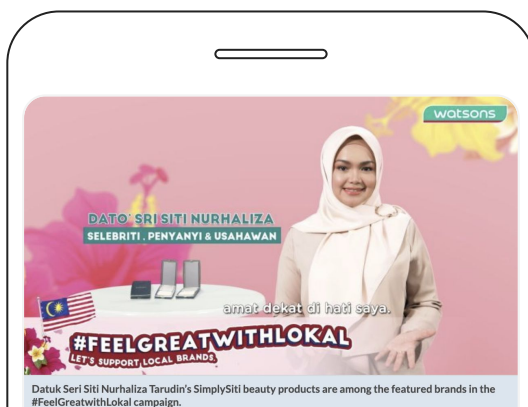 watsons
DATO' SRI SITI NURHALIZA
SELEBRITI . PENYANYI & USAHAWAN
amat dekat di hati saya.
#FEELGREATWITHLOKAL
LET'S SUPPORT LOCAL BRANDS.
Datuk Seri Siti Nurhaliza Tarudin's SimplySiti beauty products are among the featured brands in the
#FeelGreatwithLokal campaign.